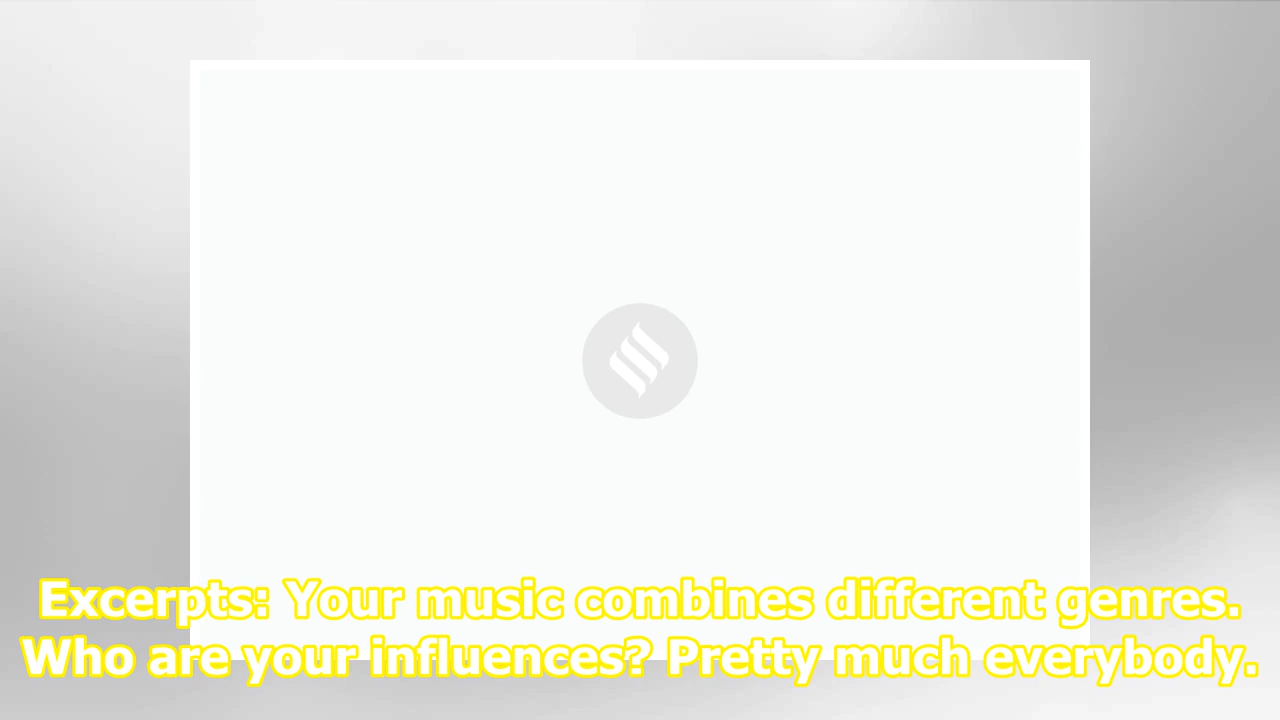 Excerpts: Your music combines different genres.
Who are your influences? Pretty much everybody.